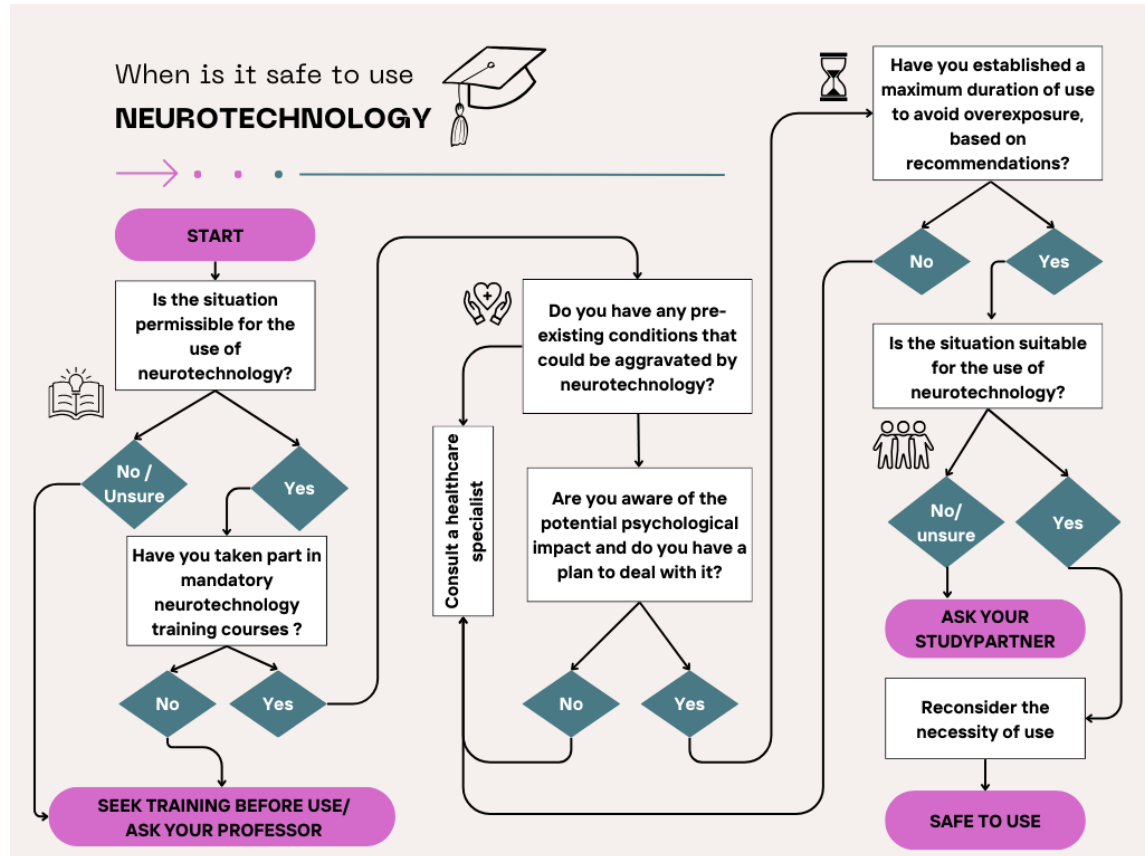 When is it safe to use
NEUROTECHNOLOGY
START
Is the situation
permissible for the
use of
neurotechnology?
No /
Unsure
Yes
Have you taken part in
mandatory
neurotechnology
training courses ?
No
Yes
SEEK TRAINING BEFORE USE/
ASK YOUR PROFESSOR
Do you have any pre-
existing conditions that
could be aggravated by
neurotechnology?
Consult a healthcare
specialist
Are you aware of the
potential psychological
impact and do you have a
plan to deal with it?
No
Yes
Have you established a
maximum duration of use
to avoid overexposure,
based on
recommendations?
No
Yes
Is the situation suitable
for the use of
neurotechnology?
No/
unsure
Yes
ASK YOUR
STUDYPARTNER
Reconsider the
necessity of use
SAFE TO USE